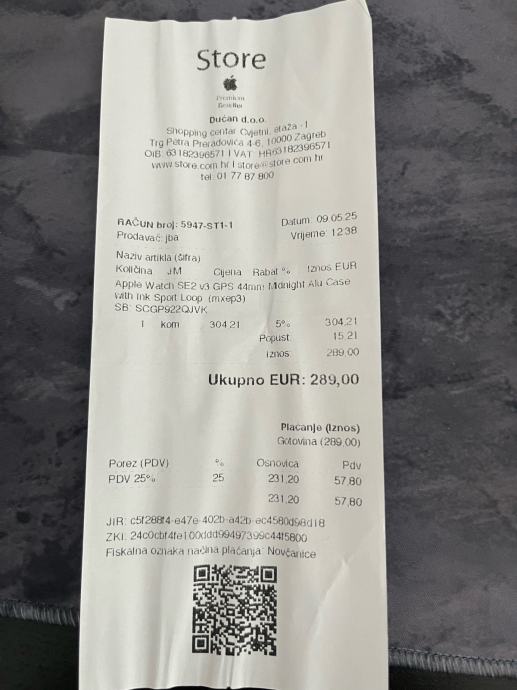 Store
Premium
Reseller
Dućan d.o.o.
Shopping centar Cvjetni, etaža -1
Trg Petra Preradovića 4-6, 10000 Zagreb
OIB: 63182396571 | VAT: HR63182396571
www.store.com.hr | store@store.com.hr
tel: 01 77 87 800
RAČUN broj: 5947-ST1-1 Datum: 09.05.25
Prodavač: jba Vrijeme: 12:38
Naziv artikla (Šifra)
Količina JM Cijena Rabat % Iznos EUR
Apple Watch SE2 v3 GPS 44mm Midnight Alu Case
with Ink Sport Loop (mxep3)
SB: SCGP922QJVK
1 kom 304,21 5% 304,21
Popust: 15,21
Iznos: 289,00
Ukupno EUR: 289,00
Plaćanje (Iznos)
Gotovina (289,00)
Porez (PDV) % Osnovica Pdv
PDV 25% 25 231,20 57,80
231,20 57,80
JIR: c5f288f4-e47e-402b-a42b-ec4580d98d18
ZKI: 24c0cbf4fe100ddd99497399c44f5800
Fiskalna oznaka načina plaćanja: Novčanice